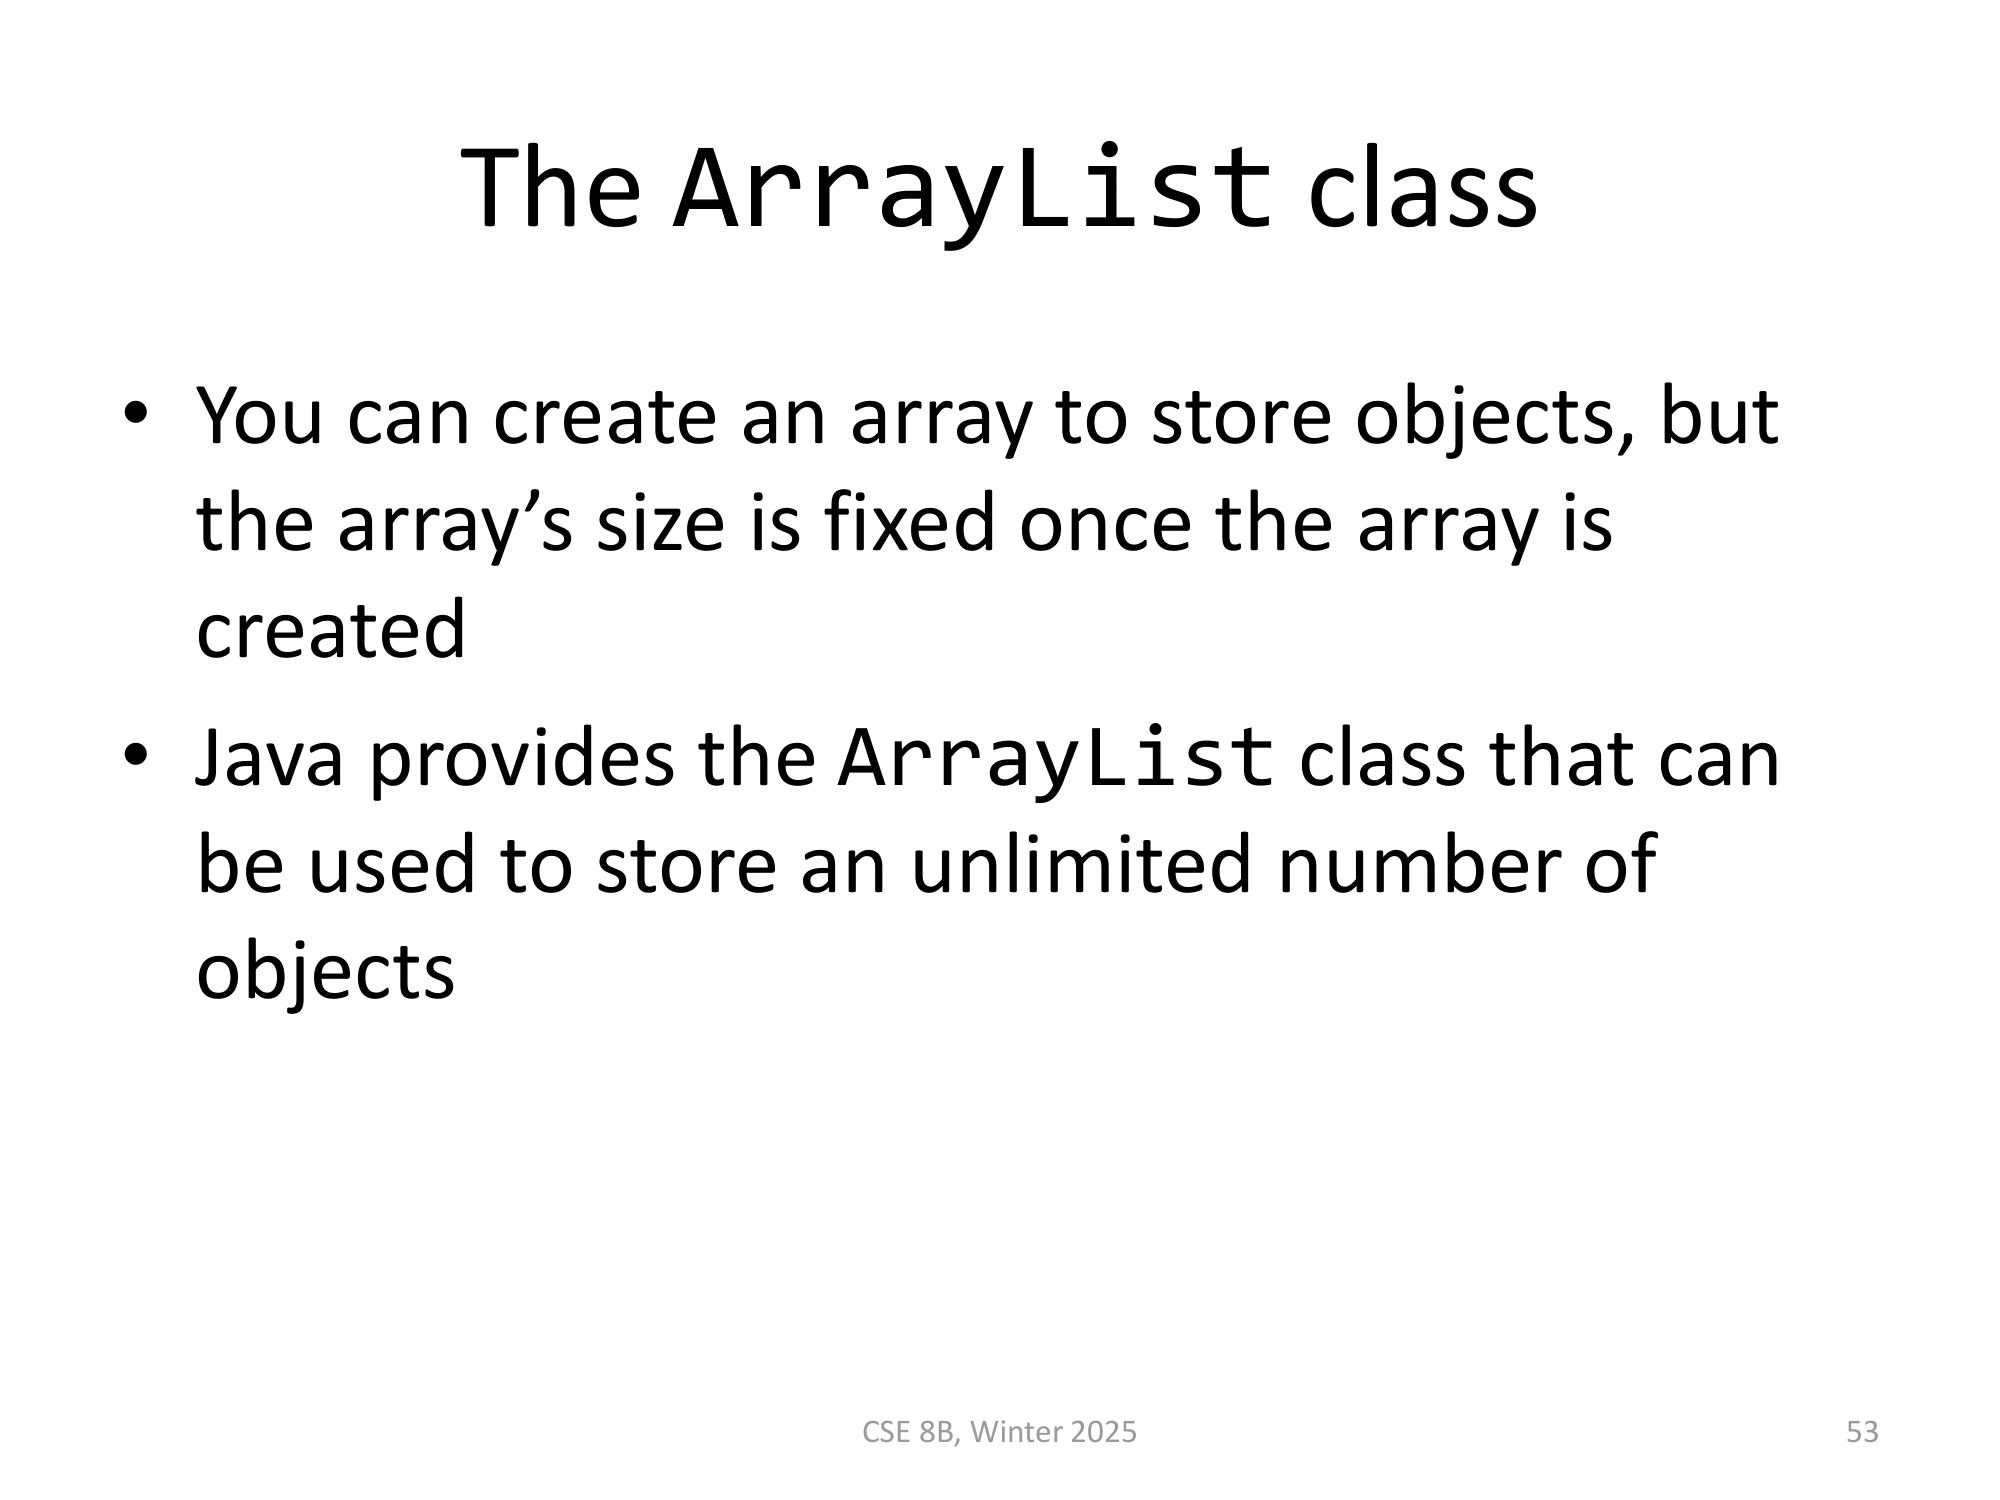 The ArrayList class
• You can create an array to store objects, but
the array’s size is fixed once the array is
created
• Java provides the ArrayList class that can
be used to store an unlimited number of
objects
CSE 8B, Winter 2025
53